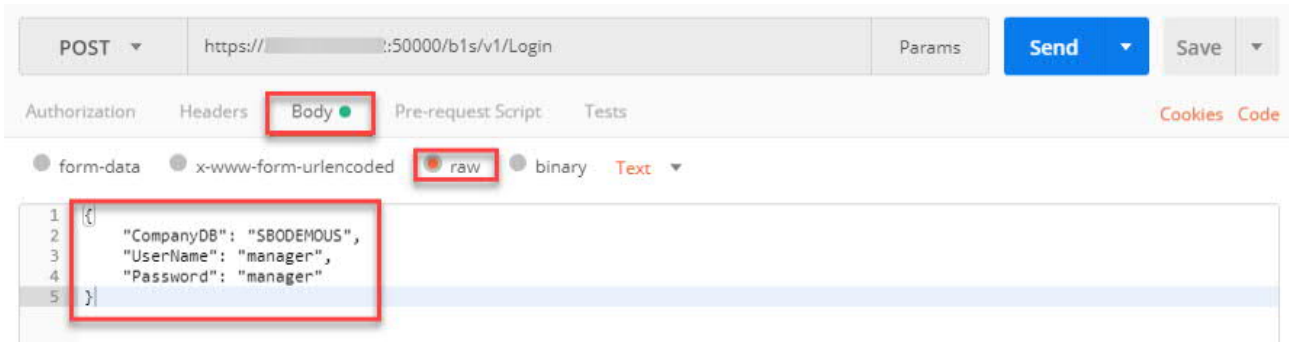 POST https:// :50000/b1s/v1/Login Params Send Save
Authorization Headers Body Pre-request Script Tests Cookies Code
form-data x-www-form-urlencoded raw binary Text
1 {
2 "CompanyDB": "SBODEMOUS",
3 "UserName": "manager",
4 "Password": "manager"
5 }